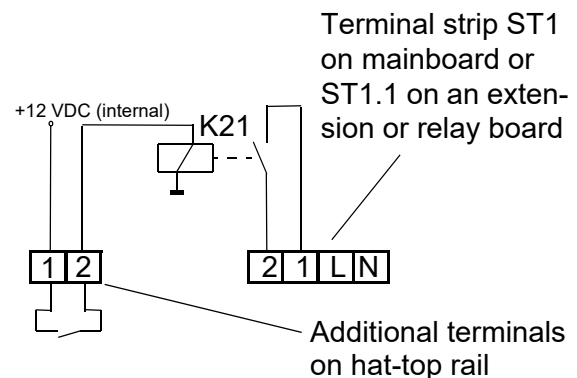 Terminal strip ST1
on mainboard or
ST1.1 on an exten-
sion or relay board
+12 VDC (internal)
K21
1 2
2 1 L N
Additional terminals
on hat-top rail